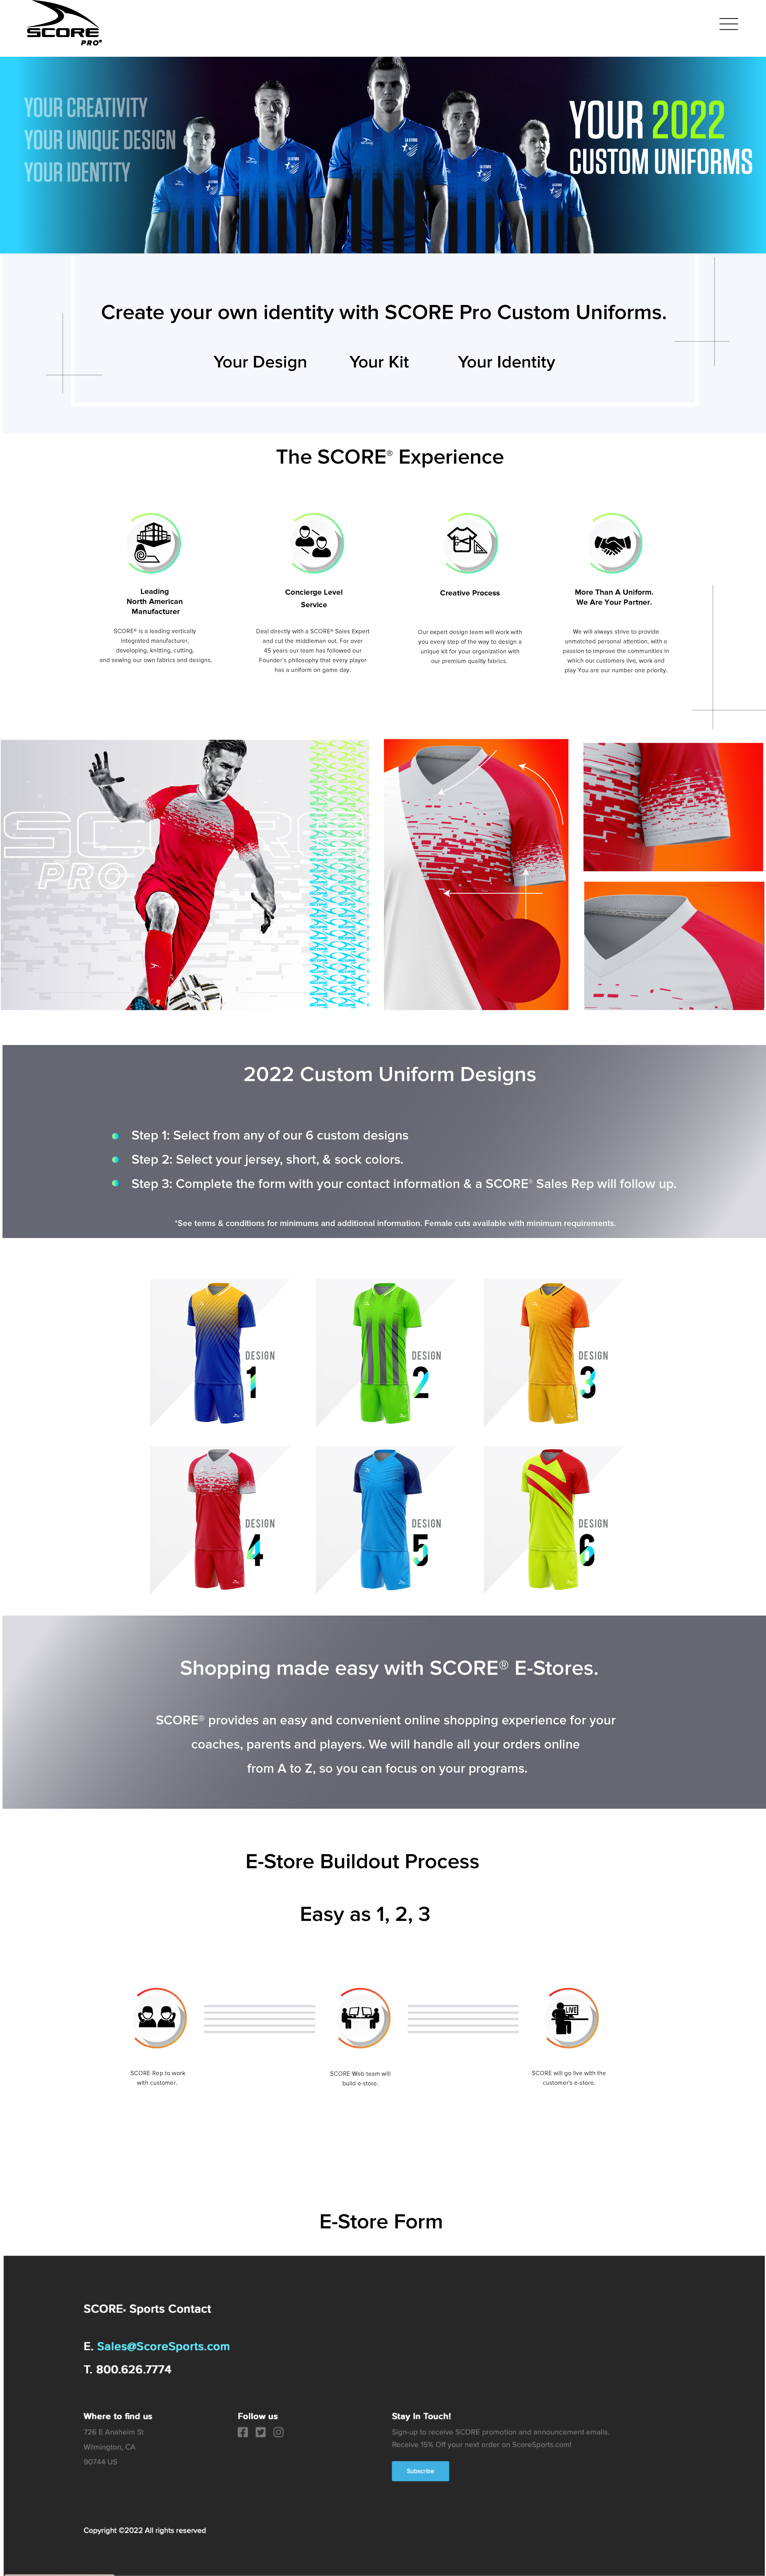 SCORE
PRO®
YOUR CREATIVITY
YOUR UNIQUE DESIGN
YOUR IDENTITY
YOUR 2022
CUSTOM UNIFORMS
Create your own identity with SCORE Pro Custom Uniforms.
Your Design Your Kit Your Identity
The SCORE® Experience
Leading
North American
Manufacturer
SCORE® is a leading vertically
integrated manufacturer,
developing, knitting, cutting,
and sewing our own fabrics and designs.
Concierge Level
Service
Deal directly with a SCORE® Sales Expert
and cut the middleman out. For over
45 years our team has followed our
Founder's philosophy that every player
has a uniform on game day.
Creative Process
Our expert design team will work with
you every step of the way to design a
unique kit for your organization with
our premium quality fabrics.
More Than A Uniform.
We Are Your Partner.
We will always strive to provide
unmatched personal attention, with a
passion to improve the communities in
which our customers live, work and
play You are our number one priority.
SCORE
PRO
2022 Custom Uniform Designs
Step 1: Select from any of our 6 custom designs
Step 2: Select your jersey, short, & sock colors.
Step 3: Complete the form with your contact information & a SCORE® Sales Rep will follow up.
*See terms & conditions for minimums and additional information. Female cuts available with minimum requirements.
DESIGN
1
DESIGN
2
DESIGN
3
DESIGN
4
DESIGN
5
DESIGN
6
Shopping made easy with SCORE® E-Stores.
SCORE® provides an easy and convenient online shopping experience for your
coaches, parents and players. We will handle all your orders online
from A to Z, so you can focus on your programs.
E-Store Buildout Process
Easy as 1, 2, 3
LIVE
SCORE Rep to work
with customer.
SCORE Web team will
build e-store.
SCORE will go live with the
customer's e-store.
E-Store Form
SCORE® Sports Contact
E. Sales@ScoreSports.com
T. 800.626.7774
Where to find us
726 E Anaheim St
Wilmington, CA
90744 US
Follow us
Stay In Touch!
Sign-up to receive SCORE promotion and announcement emails.
Receive 15% Off your next order on ScoreSports.com!
Subscribe
Copyright ©2022 All rights reserved